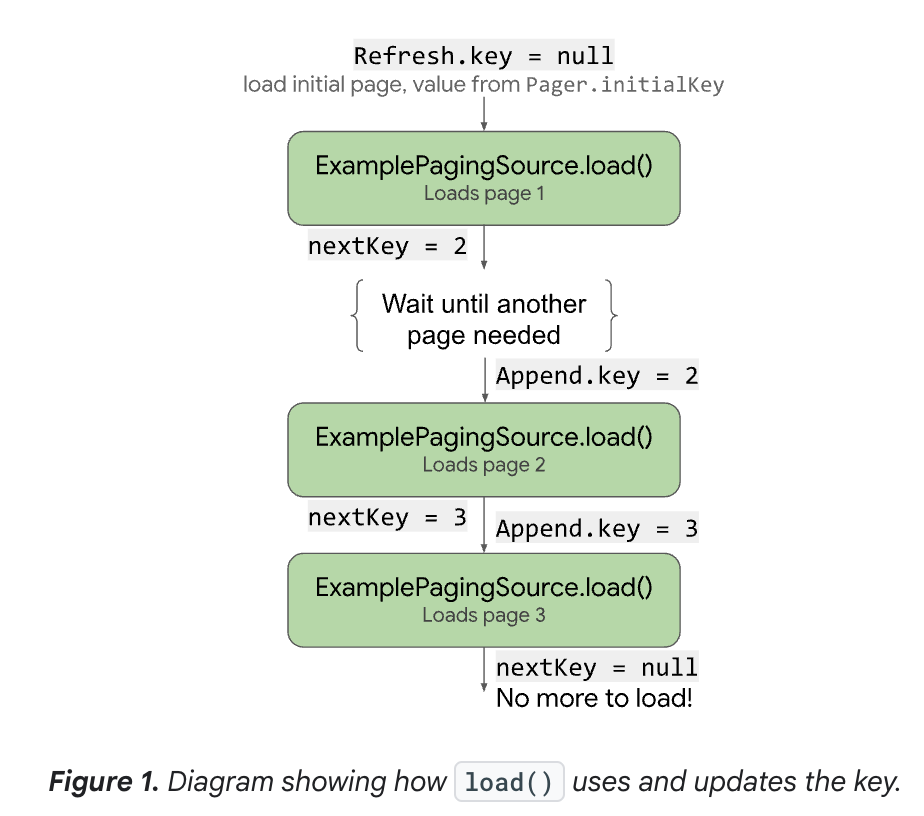 Refresh.key = null
load initial page, value from Pager.initialKey
ExamplePagingSource.load()
Loads page 1
nextKey = 2
Wait until another
page needed
Append.key = 2
ExamplePagingSource.load()
Loads page 2
nextKey = 3
Append.key = 3
ExamplePagingSource.load()
Loads page 3
nextKey = null
No more to load!
Figure 1. Diagram showing how load() uses and updates the key.